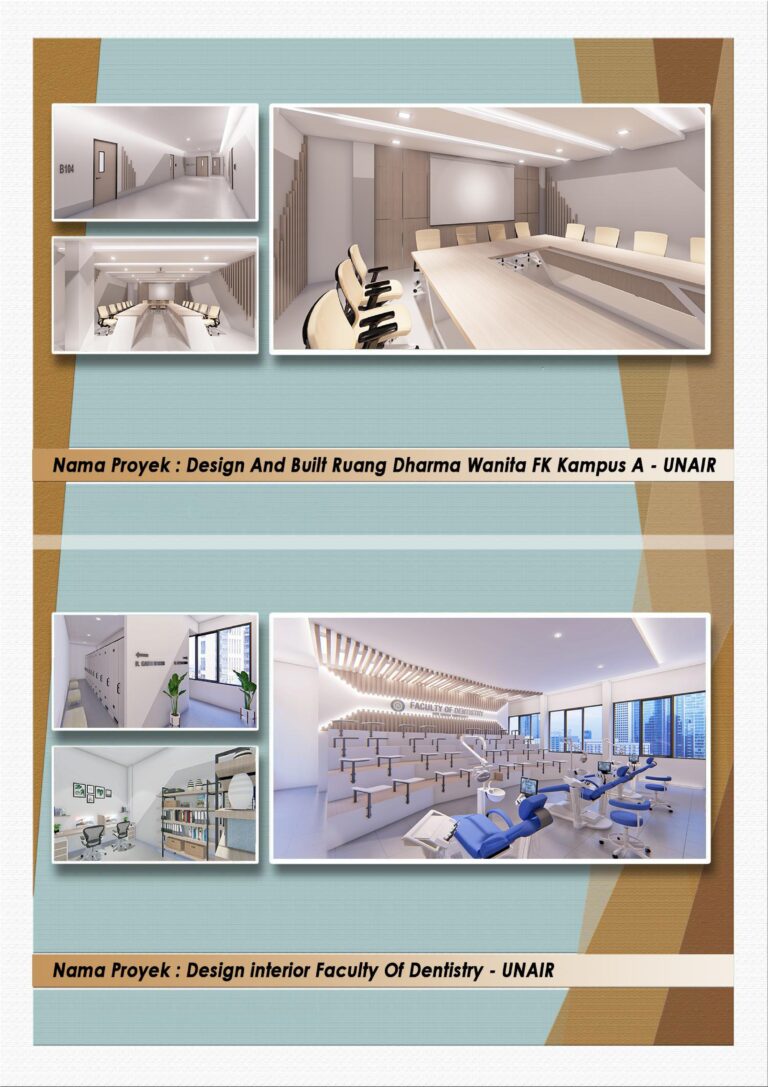 B104
Nama Proyek : Design And Built Ruang Dharma Wanita FK Kampus A - UNAIR
FACULTY OF DENTISTRY
Nama Proyek : Design interior Faculty Of Dentistry - UNAIR